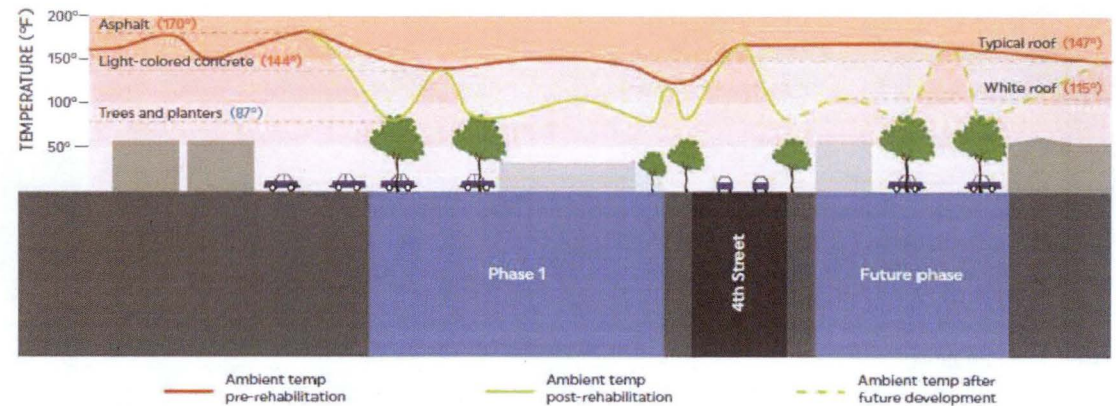 TEMPERATURE (°F)
200°
150°
100°
50°
Asphalt (170°)
Light-colored concrete (144°)
Trees and planters (87°)
Typical roof (147°)
White roof (115°)
Phase 1
4th Street
Future phase
Ambient temp
pre-rehabilitation
Ambient temp
post-rehabilitation
Ambient temp after
future development